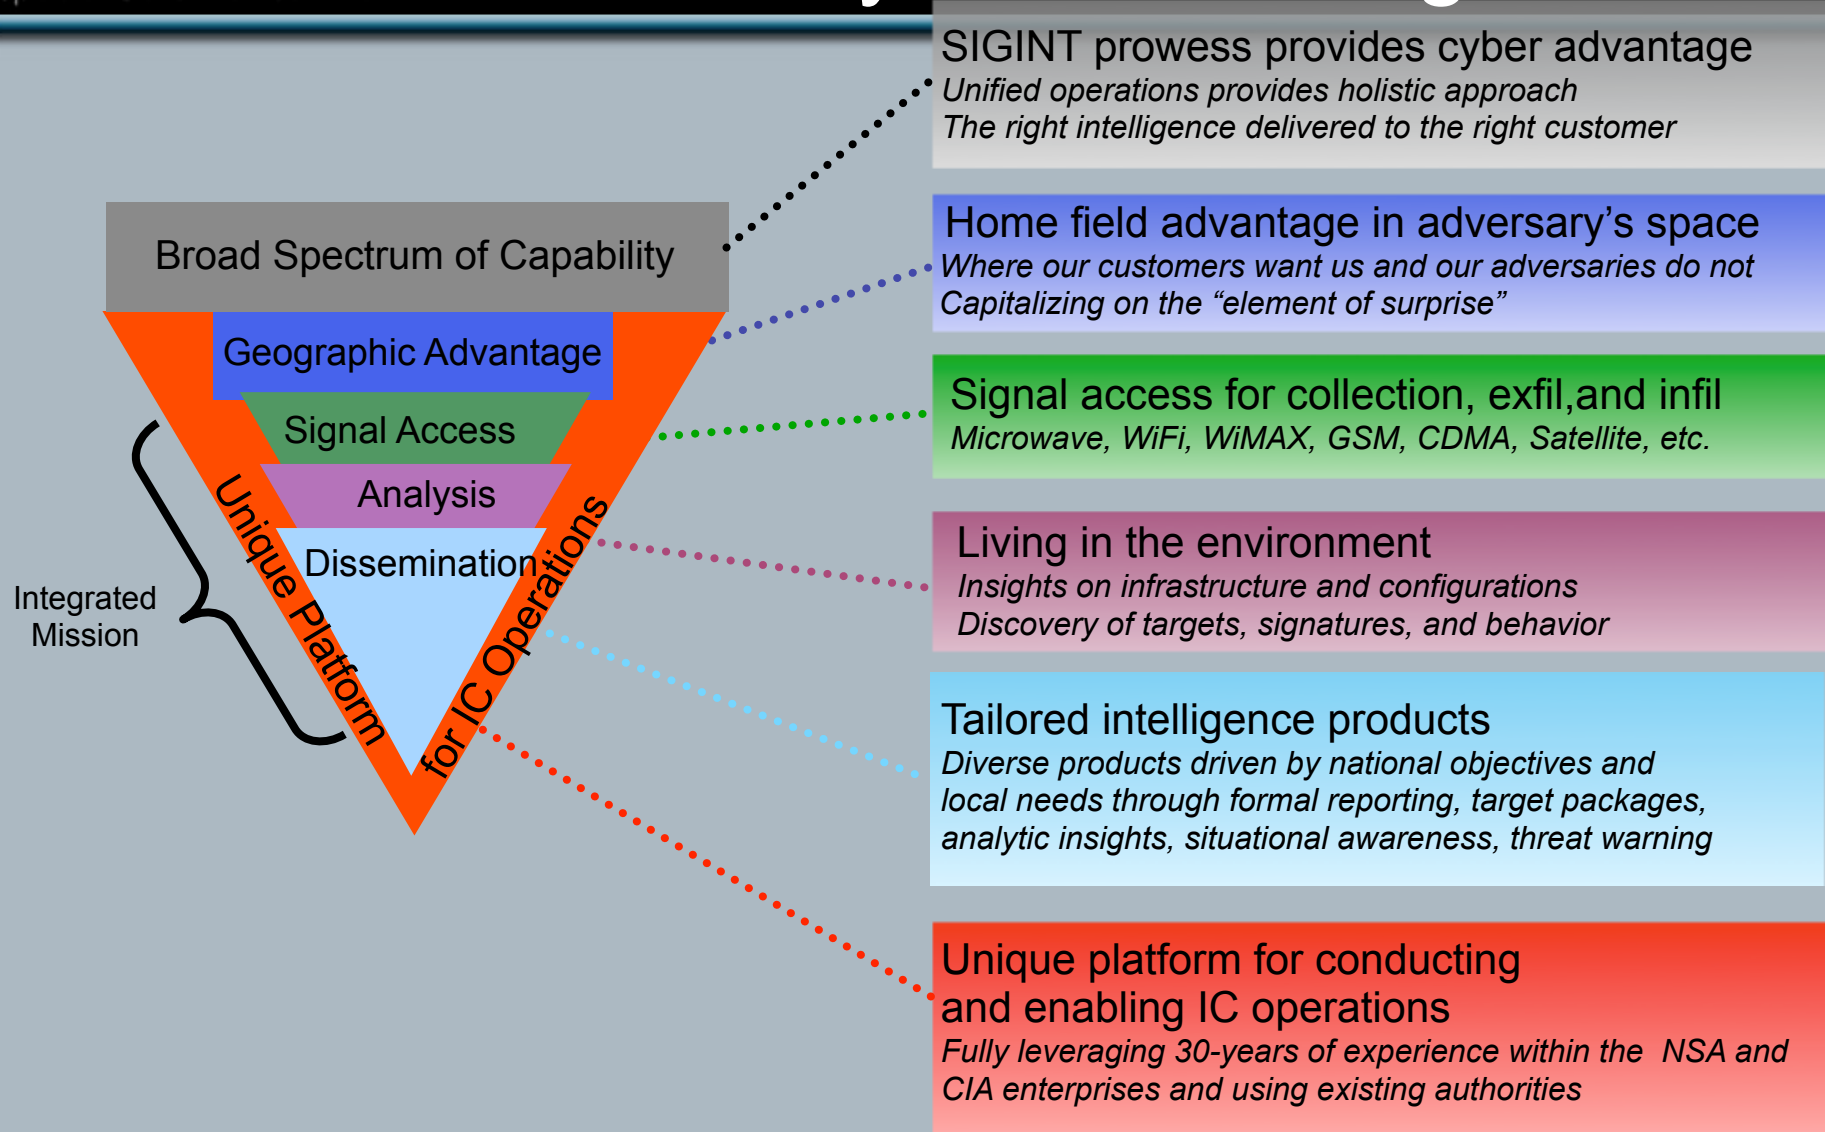 SIGINT prowess provides cyber advantage
Unified operations provides holistic approach
The right intelligence delivered to the right customer
Broad Spectrum of Capability
Home field advantage in adversary’s space
Where our customers want us and our adversaries do not
Capitalizing on the “element of surprise”
Geographic Advantage
Signal Access
Signal access for collection, exfil,and infil
Microwave, WiFi, WiMAX, GSM, CDMA, Satellite, etc.
Analysis
Living in the environment
Insights on infrastructure and configurations
Discovery of targets, signatures, and behavior
Dissemination
Unique Platform
for IC Operations
Integrated
Mission
Tailored intelligence products
Diverse products driven by national objectives and
local needs through formal reporting, target packages,
analytic insights, situational awareness, threat warning
Unique platform for conducting
and enabling IC operations
Fully leveraging 30-years of experience within the  NSA and
CIA enterprises and using existing authorities